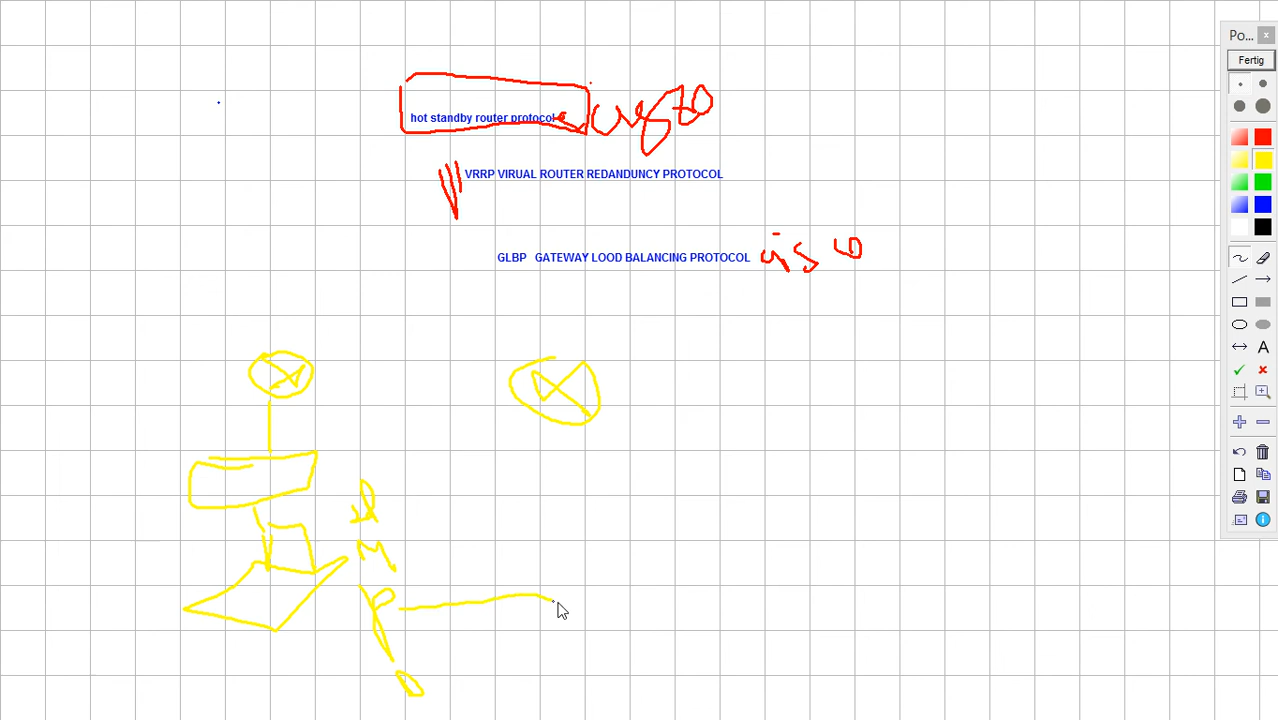 Po...
Fertig
hot standby router protocol
VRRP VIRUAL ROUTER REDANDUNCY PROTOCOL
GLBP GATEWAY LOOD BALANCING PROTOCOL
A